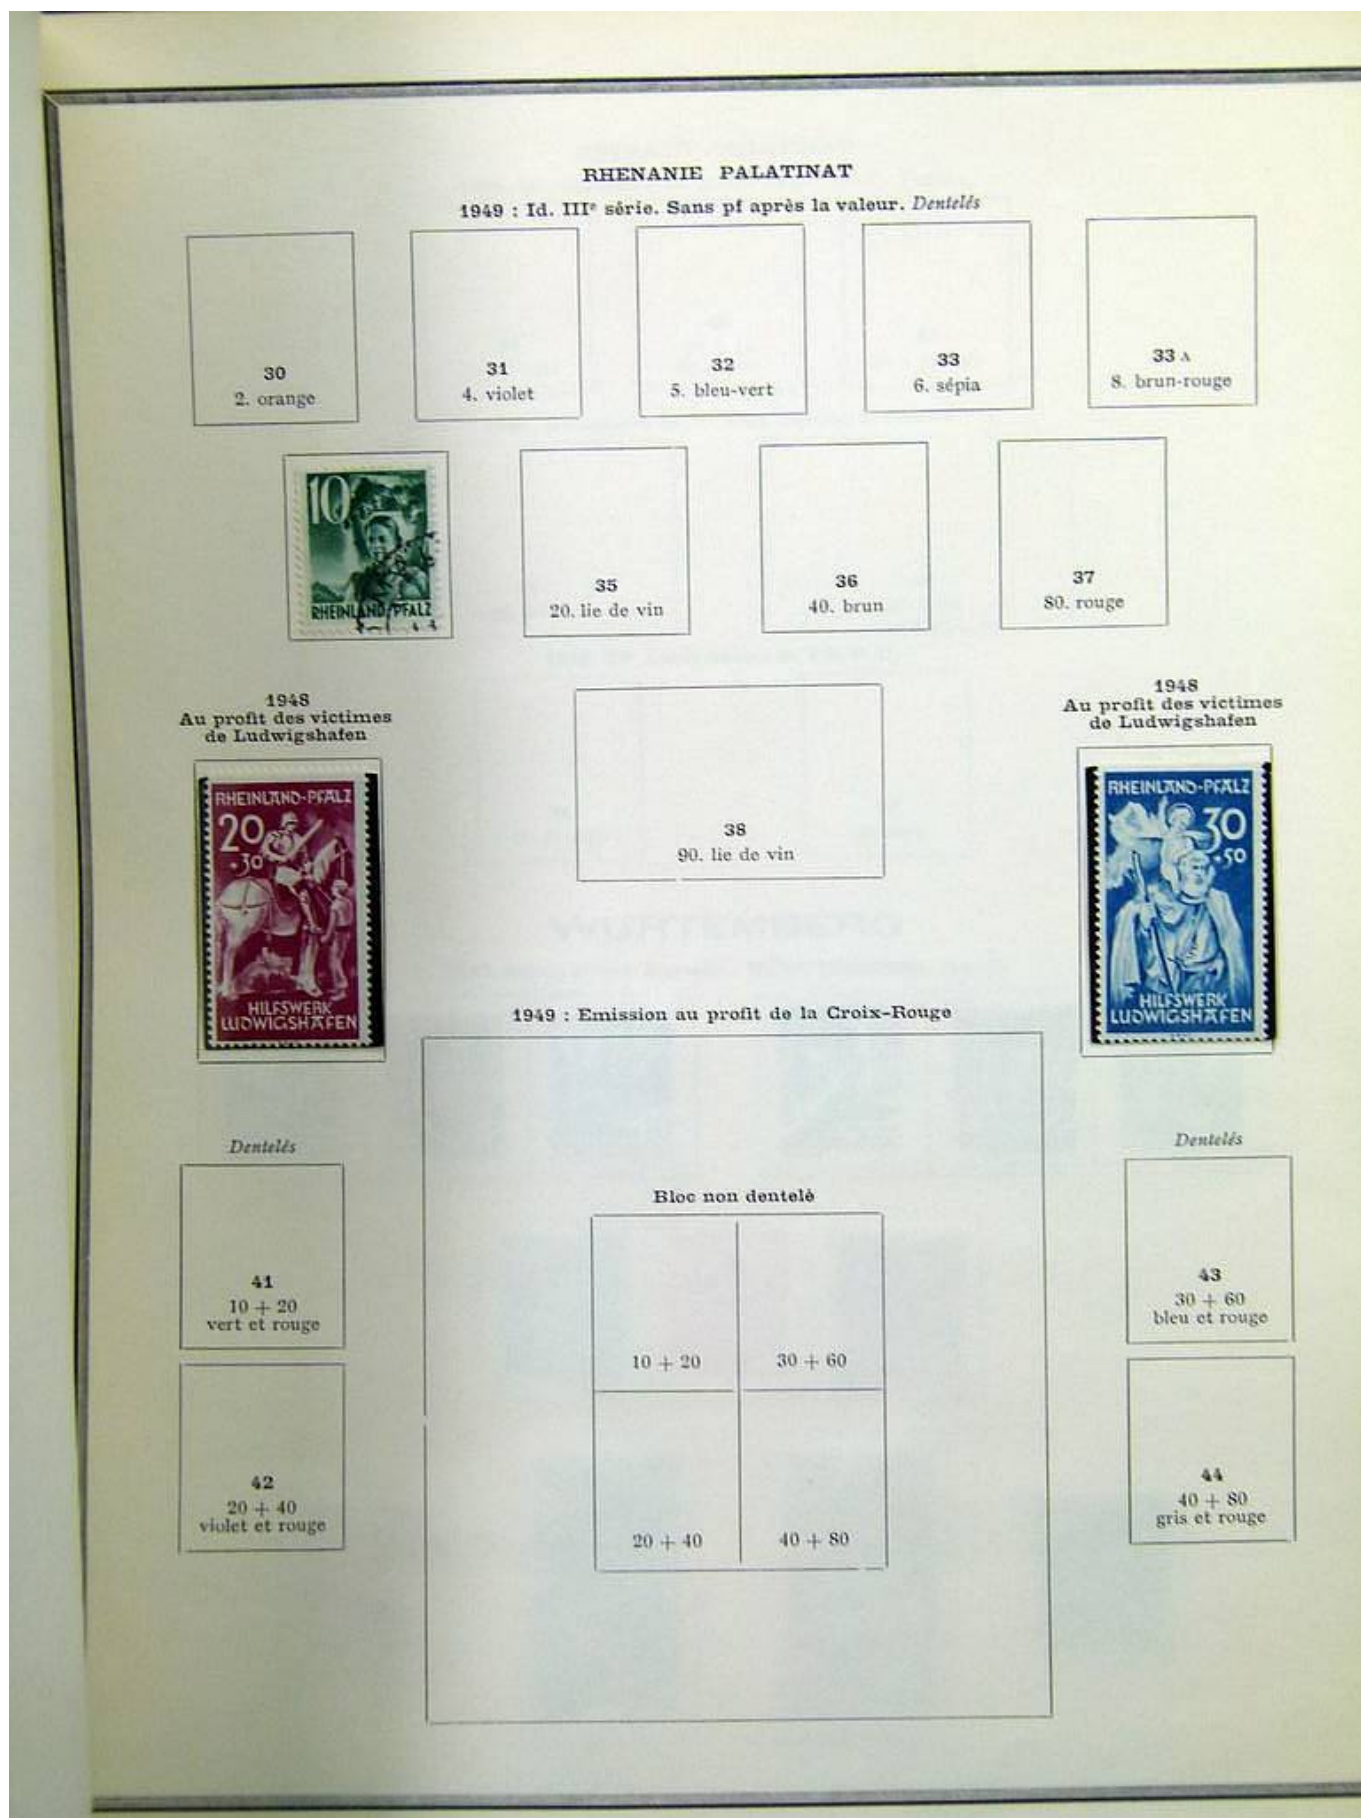 RHENANIE PALATINAT
1949 : Id. IIIᵉ série. Sans pf après la valeur. Dentelés
30
2. orange
31
4. violet
32
5. bleu-vert
33
6. sépia
33 A
8. brun-rouge
10
RHEINLAND-PFALZ
35
20. lie de vin
36
40. brun
37
80. rouge
1948
Au profit des victimes
de Ludwigshafen
RHEINLAND-PFALZ
20
+30
HILFSWERK
LUDWIGSHAFEN
38
90. lie de vin
1948
Au profit des victimes
de Ludwigshafen
RHEINLAND-PFALZ
30
+50
HILFSWERK
LUDWIGSHAFEN
1949 : Emission au profit de la Croix-Rouge
Dentelés
41
10 + 20
vert et rouge
42
20 + 40
violet et rouge
Bloc non dentelé
10 + 20
30 + 60
20 + 40
40 + 80
Dentelés
43
30 + 60
bleu et rouge
44
40 + 80
gris et rouge